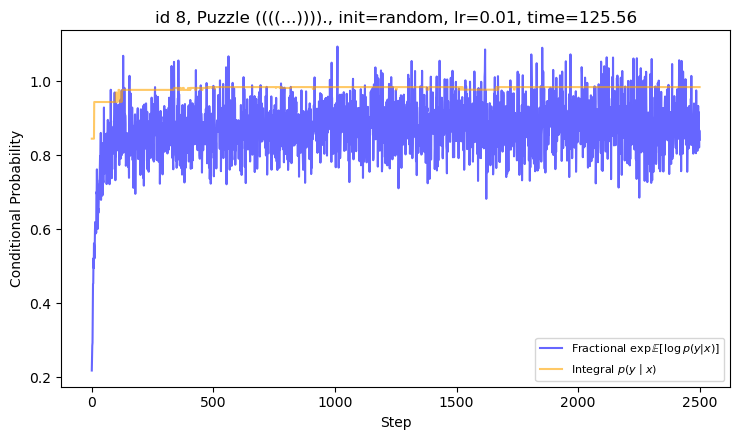 id 8, Puzzle ((((...))))., init=random, lr=0.01, time=125.56
Conditional Probability
1.0
0.8
0.6
0.4
0.2
Fractional exp𝔼[log p(y|x)]
Integral p(y | x)
0 500 1000 1500 2000 2500
Step